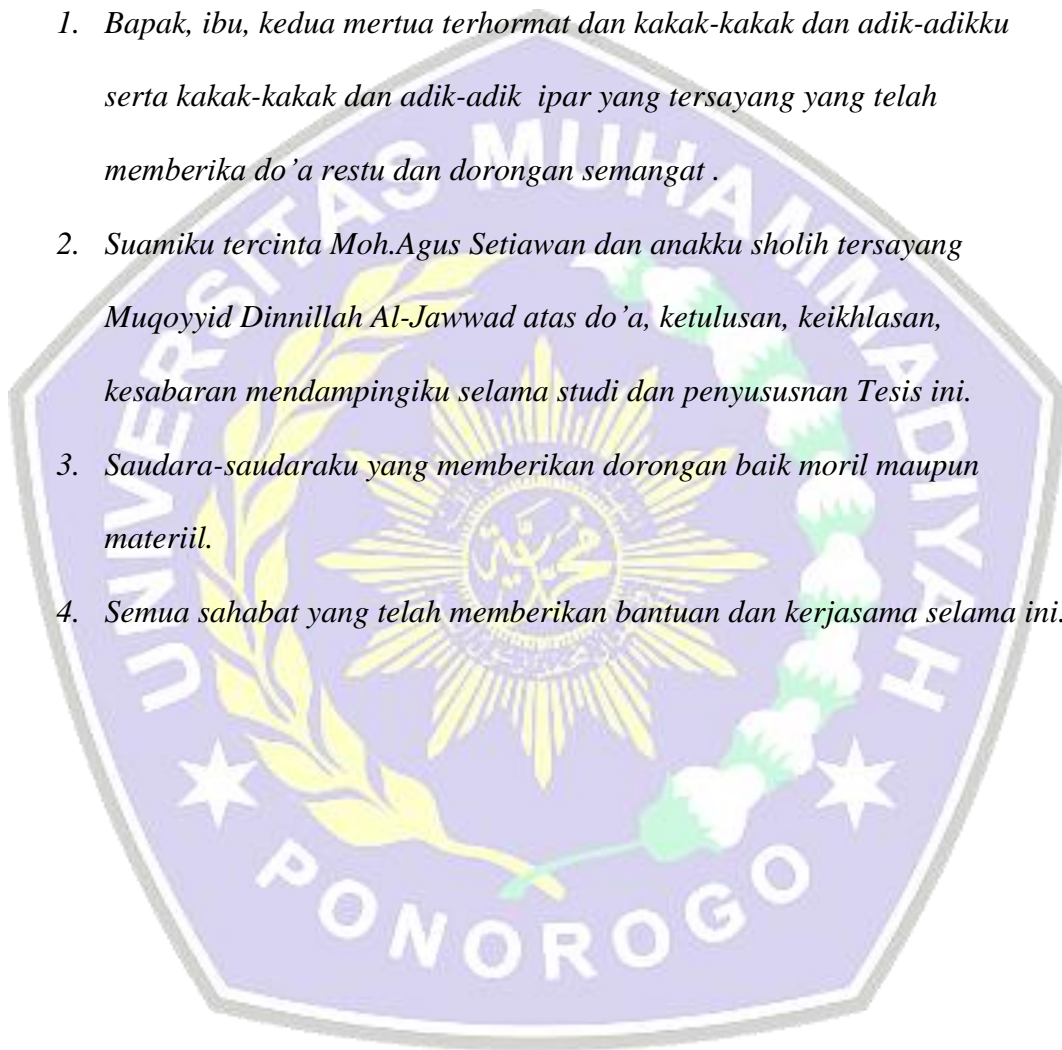 1. Bapak, ibu, kedua mertua terhormat dan kakak-kakak dan adik-adikku
serta kakak-kakak dan adik-adik ipar yang tersayang yang telah
memberika do’a restu dan dorongan semangat .
2. Suamiku tercinta Moh.Agus Setiawan dan anakku sholih tersayang
Muqoyyid Dinnillah Al-Jawwad atas do’a, ketulusan, keikhlasan,
kesabaran mendampingiku selama studi dan penyususnan Tesis ini.
3. Saudara-saudaraku yang memberikan dorongan baik moril maupun
materiil.
4. Semua sahabat yang telah memberikan bantuan dan kerjasama selama ini.
UNIVERSITAS MUHAMMADIYAH
PONOROGO